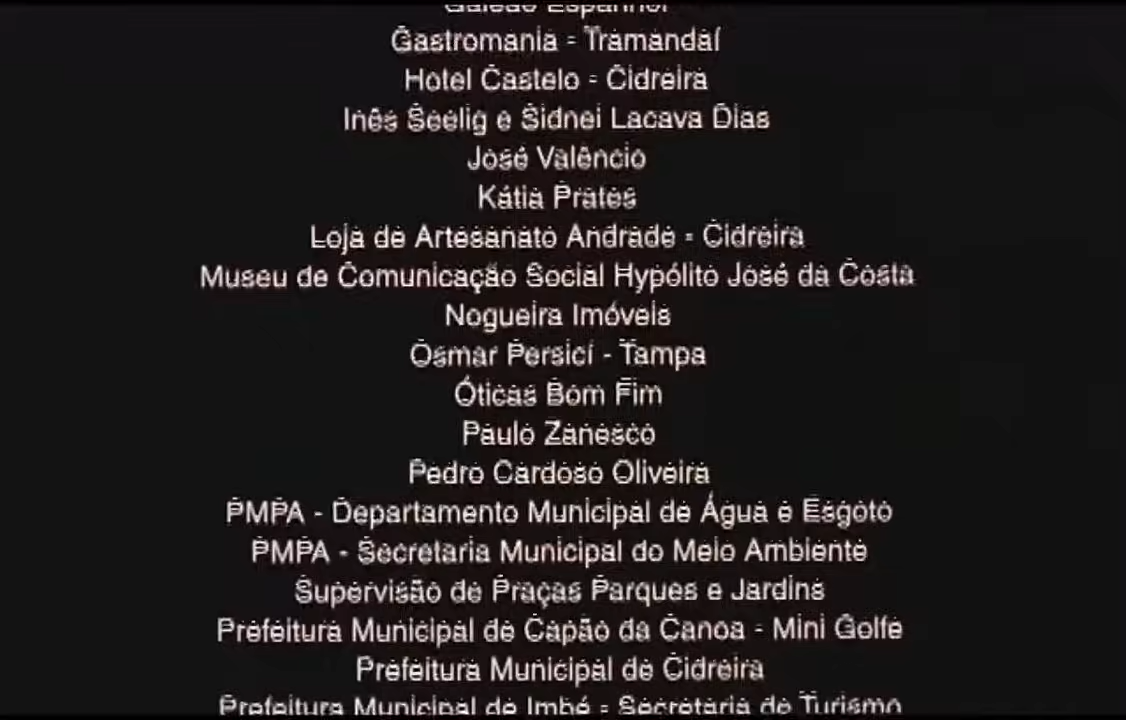 Galeão Espanhol
Gastromania - Tramandaí
Hotel Castelo - Cidreira
Inês Seelig e Sidnei Lacava Dias
José Valêncio
Kátia Prates
Loja de Artesanato Andrade - Cidreira
Museu de Comunicação Social Hypólito José da Costa
Nogueira Imóveis
Osmar Persici - Tampa
Óticas Bom Fim
Paulo Zanesco
Pedro Cardoso Oliveira
PMPA - Departamento Municipal de Água e Esgoto
PMPA - Secretaria Municipal do Meio Ambiente
Supervisão de Praças Parques e Jardins
Prefeitura Municipal de Capão da Canoa - Mini Golfe
Prefeitura Municipal de Cidreira
Prefeitura Municipal de Imbé - Secretaria de Turismo